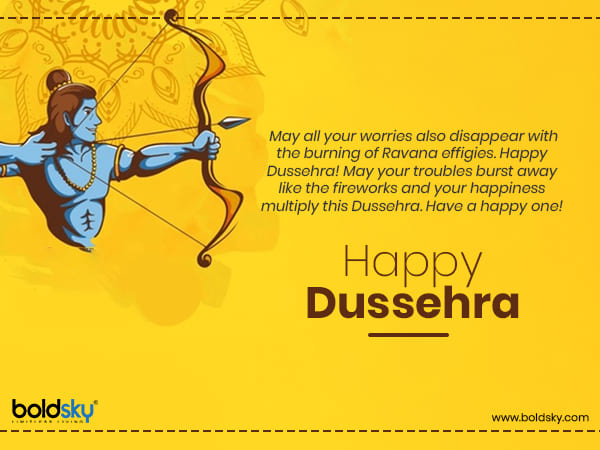 May all your worries also disappear with
the burning of Ravana effigies. Happy
Dussehra! May your troubles burst away
like the fireworks and your happiness
multiply this Dussehra. Have a happy one!
Happy
Dussehra
boldsky
LIMITLESS LIVING
www.boldsky.com